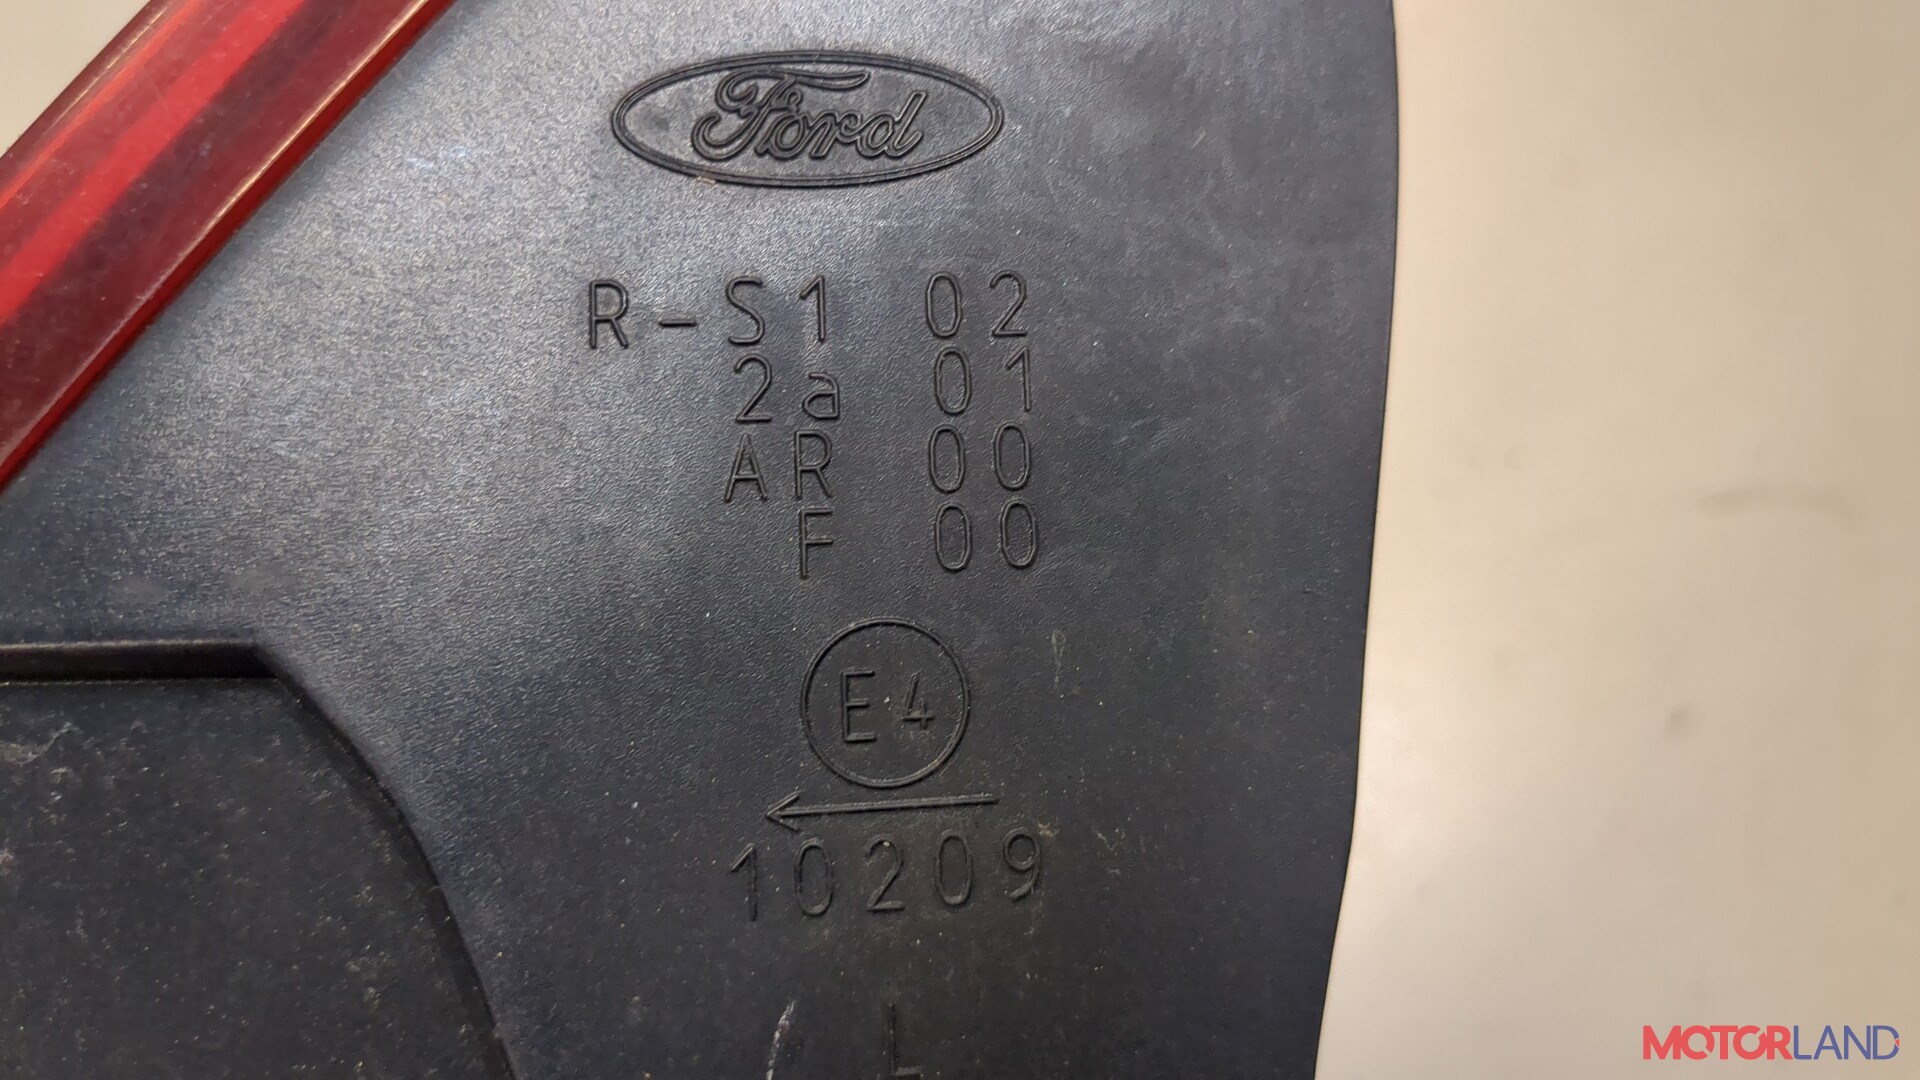 Ford
R-S1 02
2a 01
AR 00
F 00
E4
10209
L
MOTORLAND